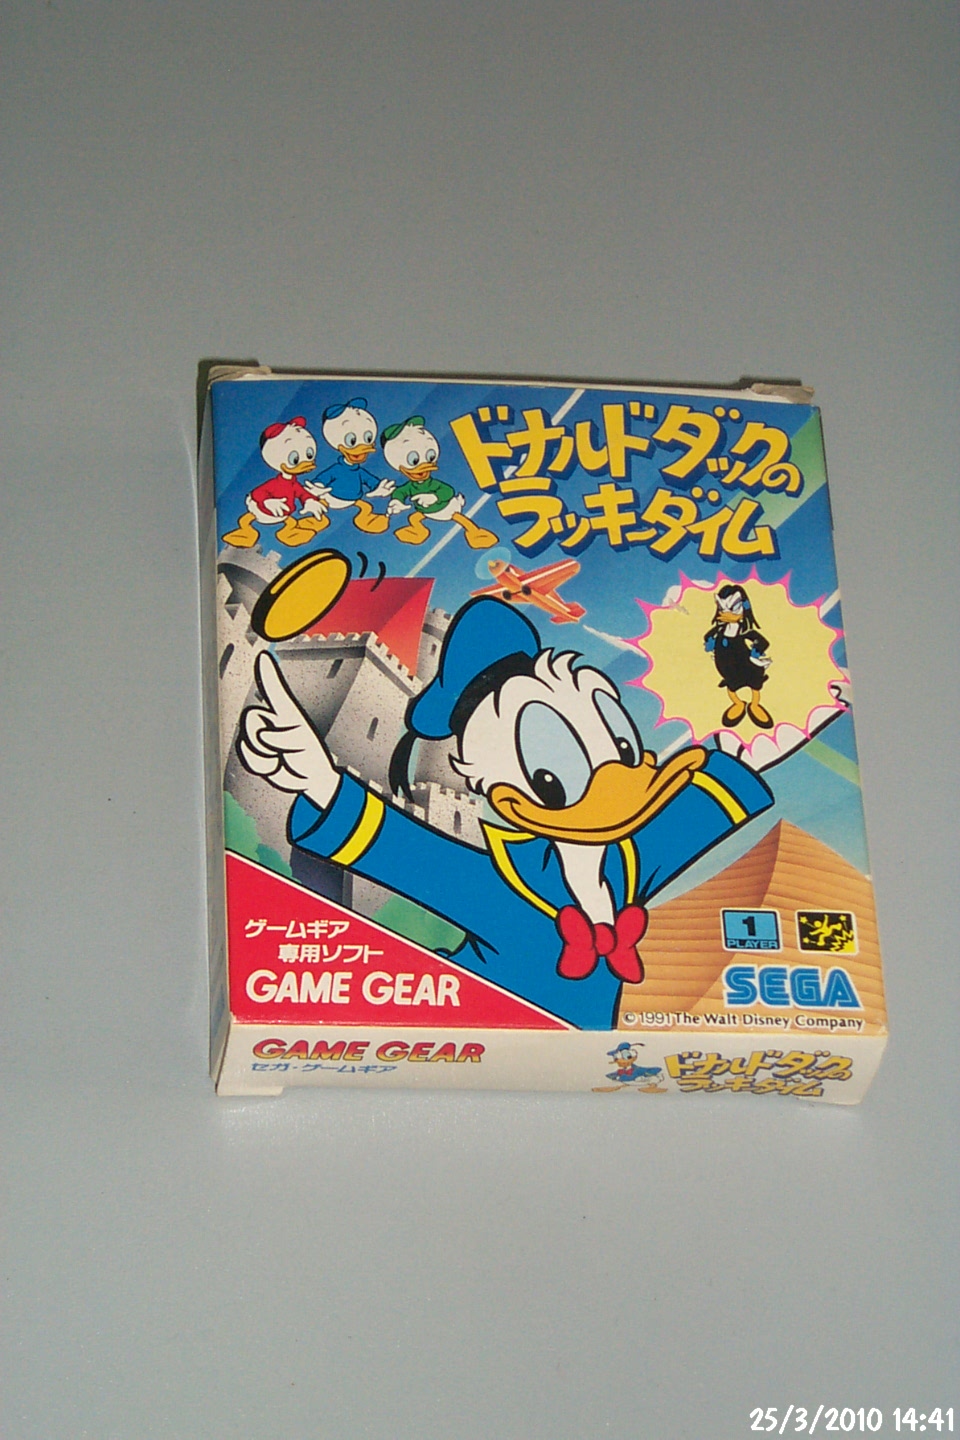 ドナルドダックの
ラッキーダイム
ゲームギア
専用ソフト
GAME GEAR
1
PLAYER
SEGA
©1991 The Walt Disney Company
GAME GEAR
セガ・ゲームギア
ドナルドダックの
ラッキーダイム
25/3/2010 14:41